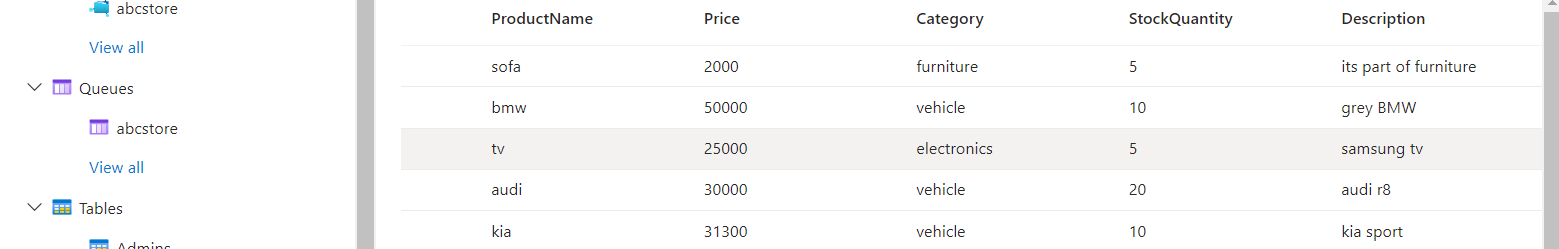 abcstore
View all
Queues
abcstore
View all
Tables
Admins
ProductName Price Category StockQuantity Description
sofa 2000 furniture 5 its part of furniture
bmw 50000 vehicle 10 grey BMW
tv 25000 electronics 5 samsung tv
audi 30000 vehicle 20 audi r8
kia 31300 vehicle 10 kia sport